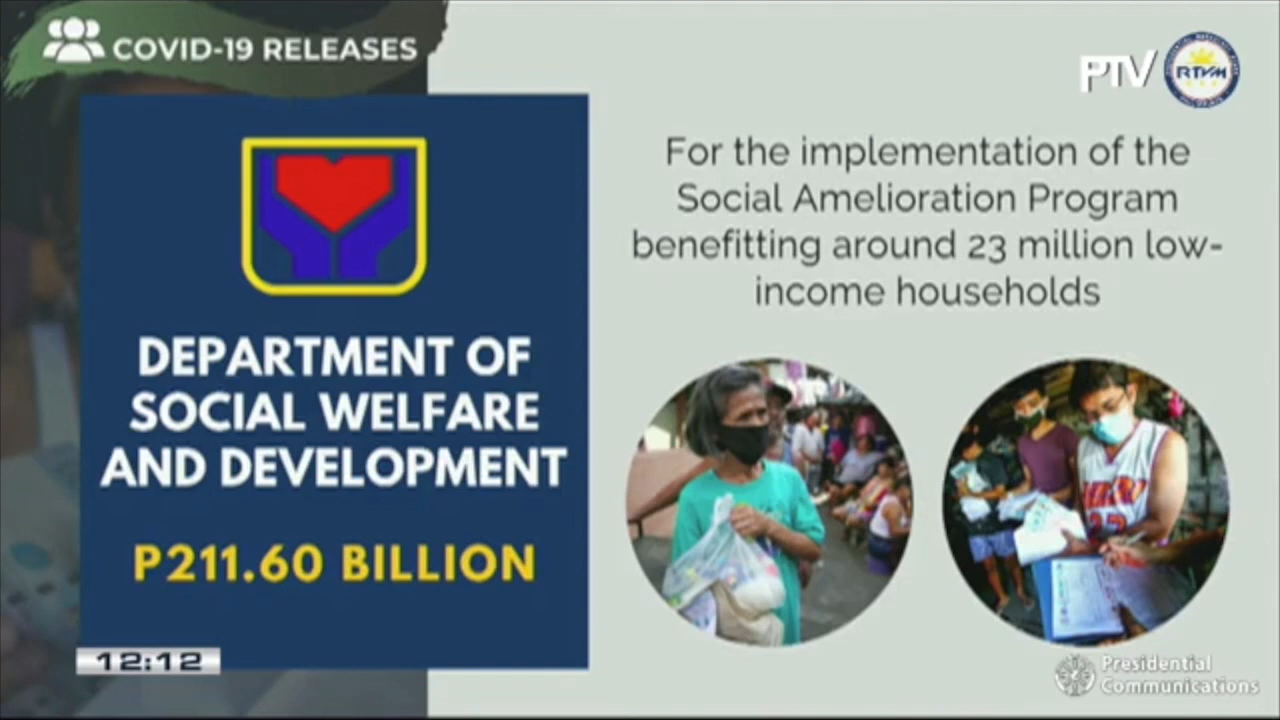 COVID-19 RELEASES
PTV
RTVM
DEPARTMENT OF
SOCIAL WELFARE
AND DEVELOPMENT
P211.60 BILLION
For the implementation of the
Social Amelioration Program
benefitting around 23 million low-
income households
12:12
Presidential
Communications